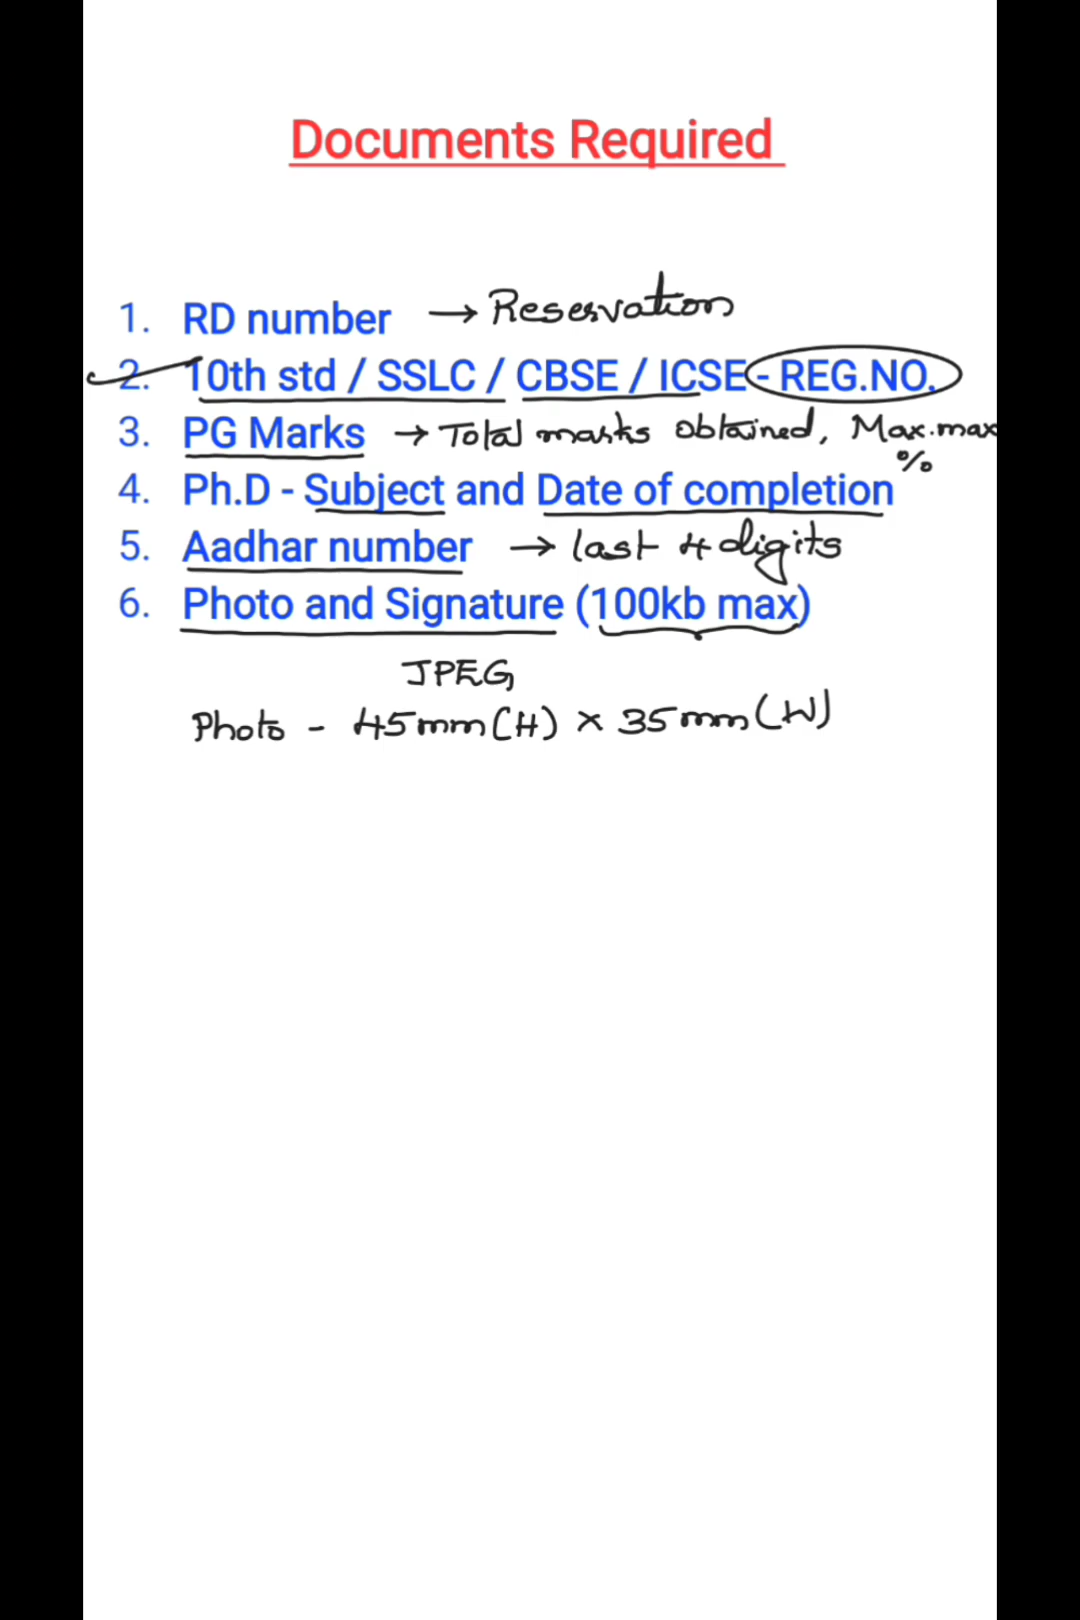 Documents Required
1. RD number → Reservation
2. 10th std / SSLC / CBSE / ICSE - REG.NO.
3. PG Marks → Total marks obtained, Max.max
%
4. Ph.D - Subject and Date of completion
5. Aadhar number → last 4 digits
6. Photo and Signature (100kb max)
JPEG
Photo - 45mm(H) × 35mm(W)